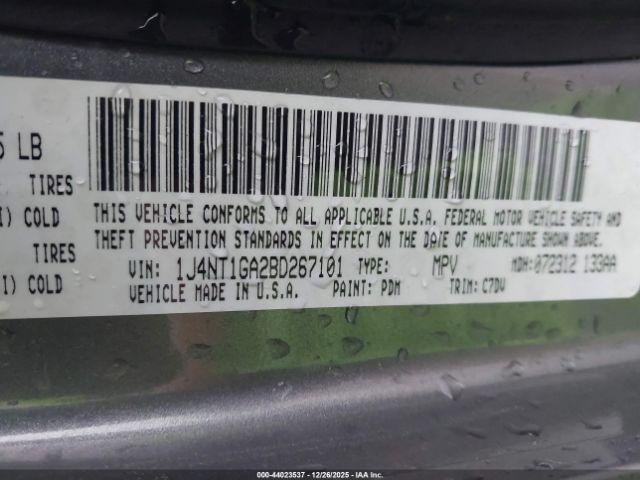 5 LB
TIRES
I) COLD
TIRES
I) COLD
THIS VEHICLE CONFORMS TO ALL APPLICABLE U.S.A. FEDERAL MOTOR VEHICLE SAFETY AND
THEFT PREVENTION STANDARDS IN EFFECT ON THE DATE OF MANUFACTURE SHOWN ABOVE.
VIN: 1J4NT1GA2BD267101 TYPE: MPV MDH: 072312 133AA
VEHICLE MADE IN U.S.A. PAINT: PDM TRIM: C7DV
©2000-44023537 - 12/26/2025 - IAA Inc.